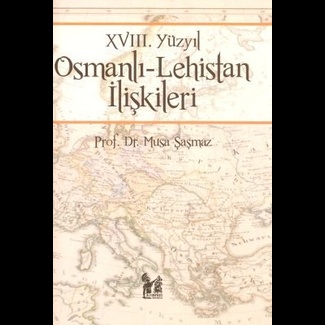 XVIII. Yüzyıl
Osmanlı-Lehistan
İlişkileri
Prof. Dr. Musa Şaşmaz